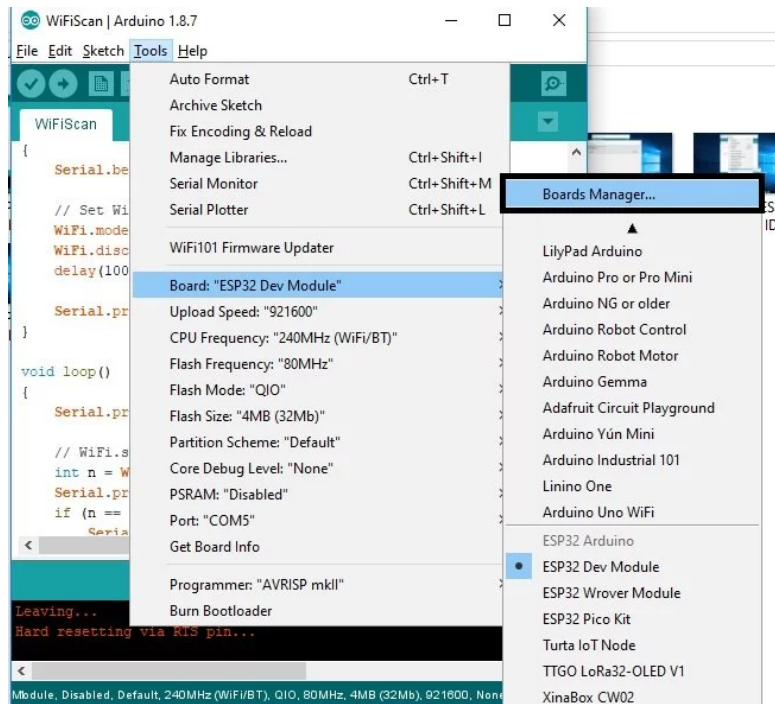 WiFiScan | Arduino 1.8.7
File Edit Sketch Tools Help
WiFiScan
{
Serial.be
// Set Wi
WiFi.mode
WiFi.disc
delay(100
Serial.pr
}
void loop()
{
Serial.pr
// WiFi.s
int n = W
Serial.pr
if (n ==
Seria
Auto Format Ctrl+T
Archive Sketch
Fix Encoding & Reload
Manage Libraries... Ctrl+Shift+I
Serial Monitor Ctrl+Shift+M
Serial Plotter Ctrl+Shift+L
WiFi101 Firmware Updater
Board: "ESP32 Dev Module"
Upload Speed: "921600"
CPU Frequency: "240MHz (WiFi/BT)"
Flash Frequency: "80MHz"
Flash Mode: "QIO"
Flash Size: "4MB (32Mb)"
Partition Scheme: "Default"
Core Debug Level: "None"
PSRAM: "Disabled"
Port: "COM5"
Get Board Info
Programmer: "AVRISP mkII"
Burn Bootloader
Boards Manager...
LilyPad Arduino
Arduino Pro or Pro Mini
Arduino NG or older
Arduino Robot Control
Arduino Robot Motor
Arduino Gemma
Adafruit Circuit Playground
Arduino Yún Mini
Arduino Industrial 101
Linino One
Arduino Uno WiFi
ESP32 Arduino
ESP32 Dev Module
ESP32 Wrover Module
ESP32 Pico Kit
Turta IoT Node
TTGO LoRa32-OLED V1
XinaBox CW02
Leaving...
Hard resetting via RTS pin...
Module, Disabled, Default, 240MHz (WiFi/BT), QIO, 80MHz, 4MB (32Mb), 921600, None